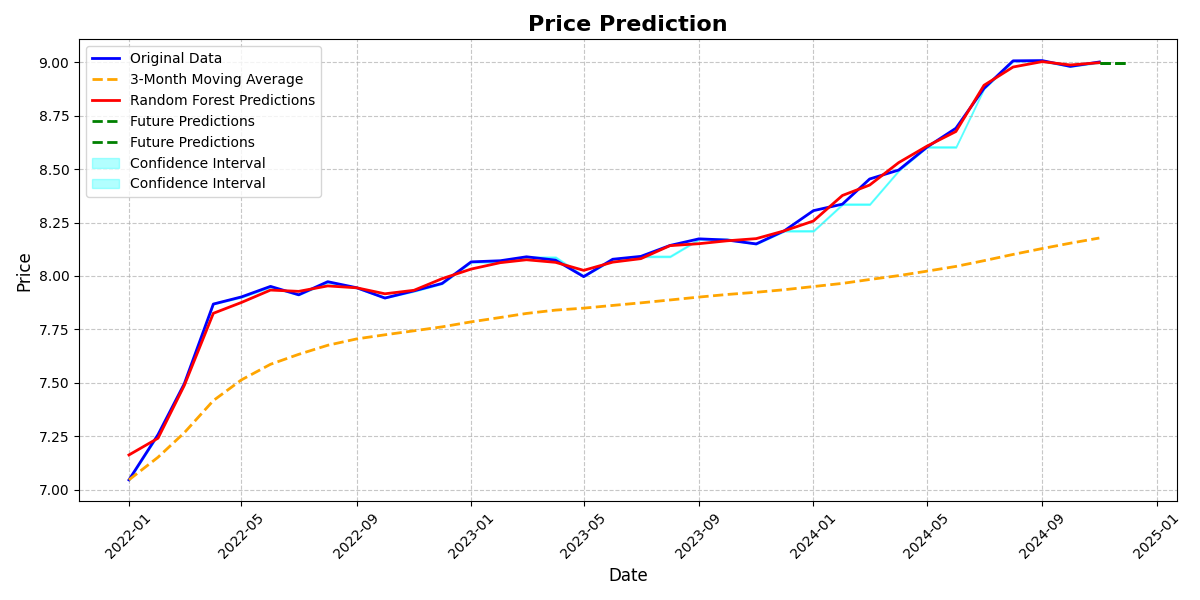 Price Prediction
Original Data
3-Month Moving Average
Random Forest Predictions
Future Predictions
Future Predictions
Confidence Interval
Confidence Interval
Price
9.00
8.75
8.50
8.25
8.00
7.75
7.50
7.25
7.00
2022-01
2022-05
2022-09
2023-01
2023-05
2023-09
2024-01
2024-05
2024-09
2025-01
Date